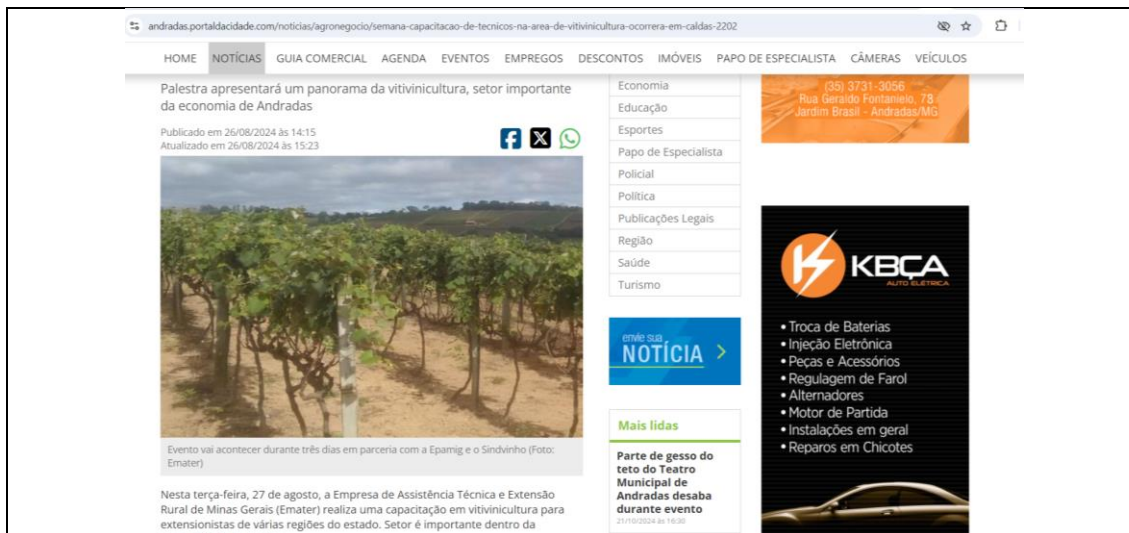 andradas.portaldacidade.com/noticias/agronegocio/semana-capacitacao-de-tecnicos-na-area-de-vitivinicultura-ocorrera-em-caldas-2202
HOME NOTÍCIAS GUIA COMERCIAL AGENDA EVENTOS EMPREGOS DESCONTOS IMÓVEIS PAPO DE ESPECIALISTA CÂMERAS VEÍCULOS
Palestra apresentará um panorama da vitivinicultura, setor importante
da economia de Andradas
Publicado em 26/08/2024 às 14:15
Atualizado em 26/08/2024 às 15:23
Evento vai acontecer durante três dias em parceria com a Epamig e o Sindvinho (Foto:
Emater)
Nesta terça-feira, 27 de agosto, a Empresa de Assistência Técnica e Extensão
Rural de Minas Gerais (Emater) realiza uma capacitação em vitivinicultura para
extensionistas de várias regiões do estado. Setor é importante dentro da
Economia
Educação
Esportes
Papo de Especialista
Policial
Política
Publicações Legais
Região
Saúde
Turismo
envie sua
NOTÍCIA >
Mais lidas
Parte de gesso do
teto do Teatro
Municipal de
Andradas desaba
durante evento
21/10/2024 às 16:30
(35) 3731-3056
Rua Geraldo Fontaniello, 78
Jardim Brasil - Andradas/MG
KBÇA
AUTO ELÉTRICA
• Troca de Baterias
• Injeção Eletrônica
• Peças e Acessórios
• Regulagem de Farol
• Alternadores
• Motor de Partida
• Instalações em geral
• Reparos em Chicotes